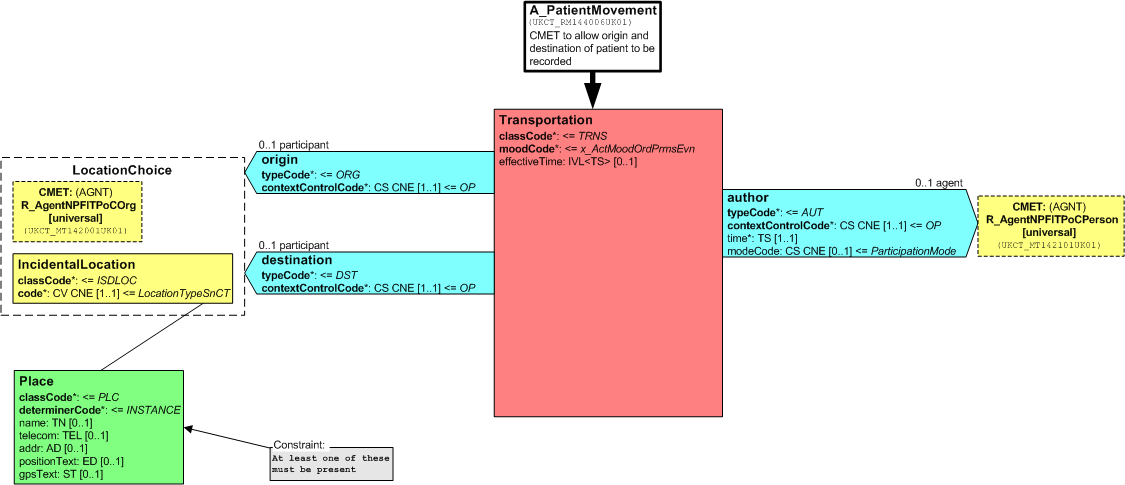 A_PatientMovement
(UKCT_RM144006UK01)
CMET to allow origin and
destination of patient to be
recorded
Transportation
classCode*: <= TRNS
moodCode*: <= x_ActMoodOrdPrmsEvn
effectiveTime: IVL<TS> [0..1]
0..1 participant
origin
typeCode*: <= ORG
contextControlCode*: CS CNE [1..1] <= OP
LocationChoice
CMET: (AGNT)
R_AgentNPFITPoCOrg
[universal]
(UKCT_MT142001UK01)
0..1 participant
destination
typeCode*: <= DST
contextControlCode*: CS CNE [1..1] <= OP
IncidentalLocation
classCode*: <= ISDLOC
code*: CV CNE [1..1] <= LocationTypeSnCT
0..1 agent
author
typeCode*: <= AUT
contextControlCode*: CS CNE [1..1] <= OP
time*: TS [1..1]
modeCode: CS CNE [0..1] <= ParticipationMode
CMET: (AGNT)
R_AgentNPFITPoCPerson
[universal]
(UKCT_MT142101UK01)
Place
classCode*: <= PLC
determinerCode*: <= INSTANCE
name: TN [0..1]
telecom: TEL [0..1]
addr: AD [0..1]
positionText: ED [0..1]
gpsText: ST [0..1]
Constraint:
At least one of these
must be present